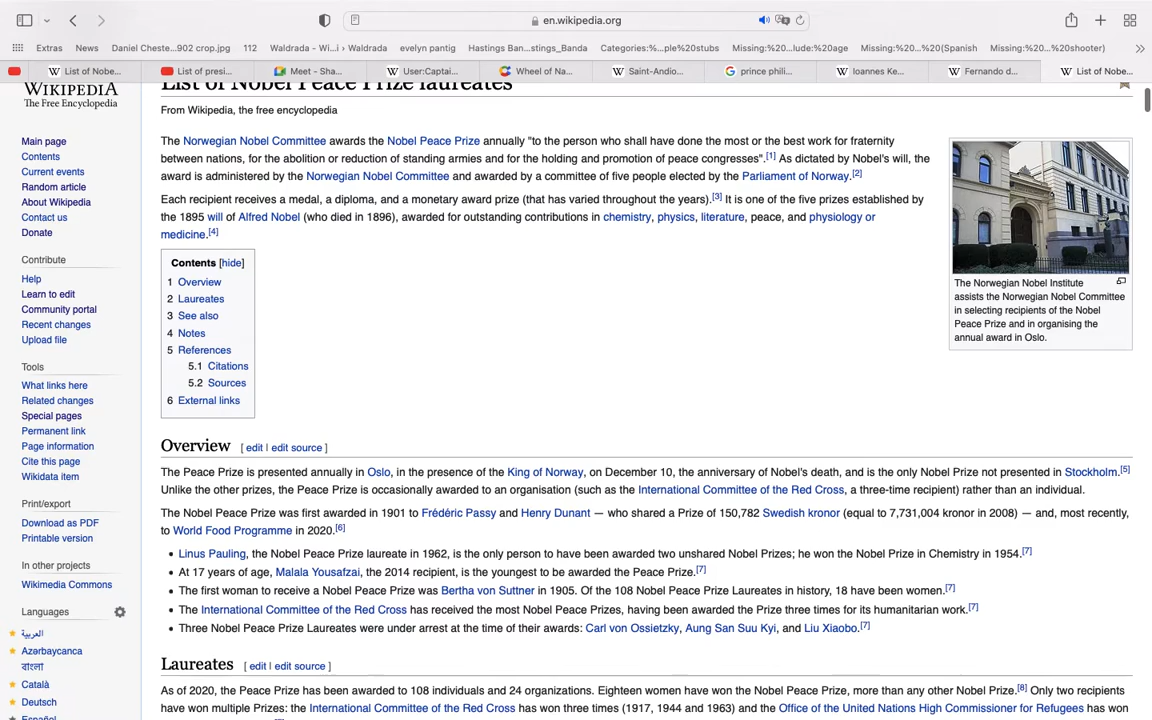 en.wikipedia.org
Extras News Daniel Cheste...902 crop.jpg 112 Waldrada - Wi...i › Waldrada evelyn pantig Hastings Ban...stings_Banda Categories:%...ple%20stubs Missing:%20...%20lude:%20age Missing:%20...%20(Spanish Missing:%20...%20shooter)
List of Nobe... List of presi... Meet – Sha... User:Captai... Wheel of Na... Saint-Andio... prince phili... Ioannes Ke... Fernando d... List of Nobe...
WIKIPEDIA
The Free Encyclopedia
Main page
Contents
Current events
Random article
About Wikipedia
Contact us
Donate
Contribute
Help
Learn to edit
Community portal
Recent changes
Upload file
Tools
What links here
Related changes
Special pages
Permanent link
Page information
Cite this page
Wikidata item
Print/export
Download as PDF
Printable version
In other projects
Wikimedia Commons
Languages
العربية
Azərbaycanca
বাংলা
Català
Deutsch
Español
List of Nobel Peace Prize laureates
From Wikipedia, the free encyclopedia
The Norwegian Nobel Committee awards the Nobel Peace Prize annually "to the person who shall have done the most or the best work for fraternity
between nations, for the abolition or reduction of standing armies and for the holding and promotion of peace congresses".[1] As dictated by Nobel's will, the
award is administered by the Norwegian Nobel Committee and awarded by a committee of five people elected by the Parliament of Norway.[2]
Each recipient receives a medal, a diploma, and a monetary award prize (that has varied throughout the years).[3] It is one of the five prizes established by
the 1895 will of Alfred Nobel (who died in 1896), awarded for outstanding contributions in chemistry, physics, literature, peace, and physiology or
medicine.[4]
The Norwegian Nobel Institute
assists the Norwegian Nobel Committee
in selecting recipients of the Nobel
Peace Prize and in organising the
annual award in Oslo.
Contents [hide]
1 Overview
2 Laureates
3 See also
4 Notes
5 References
5.1 Citations
5.2 Sources
6 External links
Overview [ edit | edit source ]
The Peace Prize is presented annually in Oslo, in the presence of the King of Norway, on December 10, the anniversary of Nobel's death, and is the only Nobel Prize not presented in Stockholm.[5]
Unlike the other prizes, the Peace Prize is occasionally awarded to an organisation (such as the International Committee of the Red Cross, a three-time recipient) rather than an individual.
The Nobel Peace Prize was first awarded in 1901 to Frédéric Passy and Henry Dunant — who shared a Prize of 150,782 Swedish kronor (equal to 7,731,004 kronor in 2008) — and, most recently,
to World Food Programme in 2020.[6]
• Linus Pauling, the Nobel Peace Prize laureate in 1962, is the only person to have been awarded two unshared Nobel Prizes; he won the Nobel Prize in Chemistry in 1954.[7]
• At 17 years of age, Malala Yousafzai, the 2014 recipient, is the youngest to be awarded the Peace Prize.[7]
• The first woman to receive a Nobel Peace Prize was Bertha von Suttner in 1905. Of the 108 Nobel Peace Prize Laureates in history, 18 have been women.[7]
• The International Committee of the Red Cross has received the most Nobel Peace Prizes, having been awarded the Prize three times for its humanitarian work.[7]
• Three Nobel Peace Prize Laureates were under arrest at the time of their awards: Carl von Ossietzky, Aung San Suu Kyi, and Liu Xiaobo.[7]
Laureates [ edit | edit source ]
As of 2020, the Peace Prize has been awarded to 108 individuals and 24 organizations. Eighteen women have won the Nobel Peace Prize, more than any other Nobel Prize.[8] Only two recipients
have won multiple Prizes: the International Committee of the Red Cross has won three times (1917, 1944 and 1963) and the Office of the United Nations High Commissioner for Refugees has won